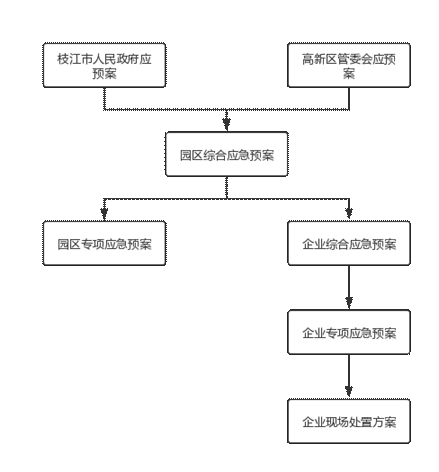 枝江市人民政府应
预案
高新区管委会应预
案
园区综合应急预案
园区专项应急预案
企业综合应急预案
企业专项应急预案
企业现场处置方案